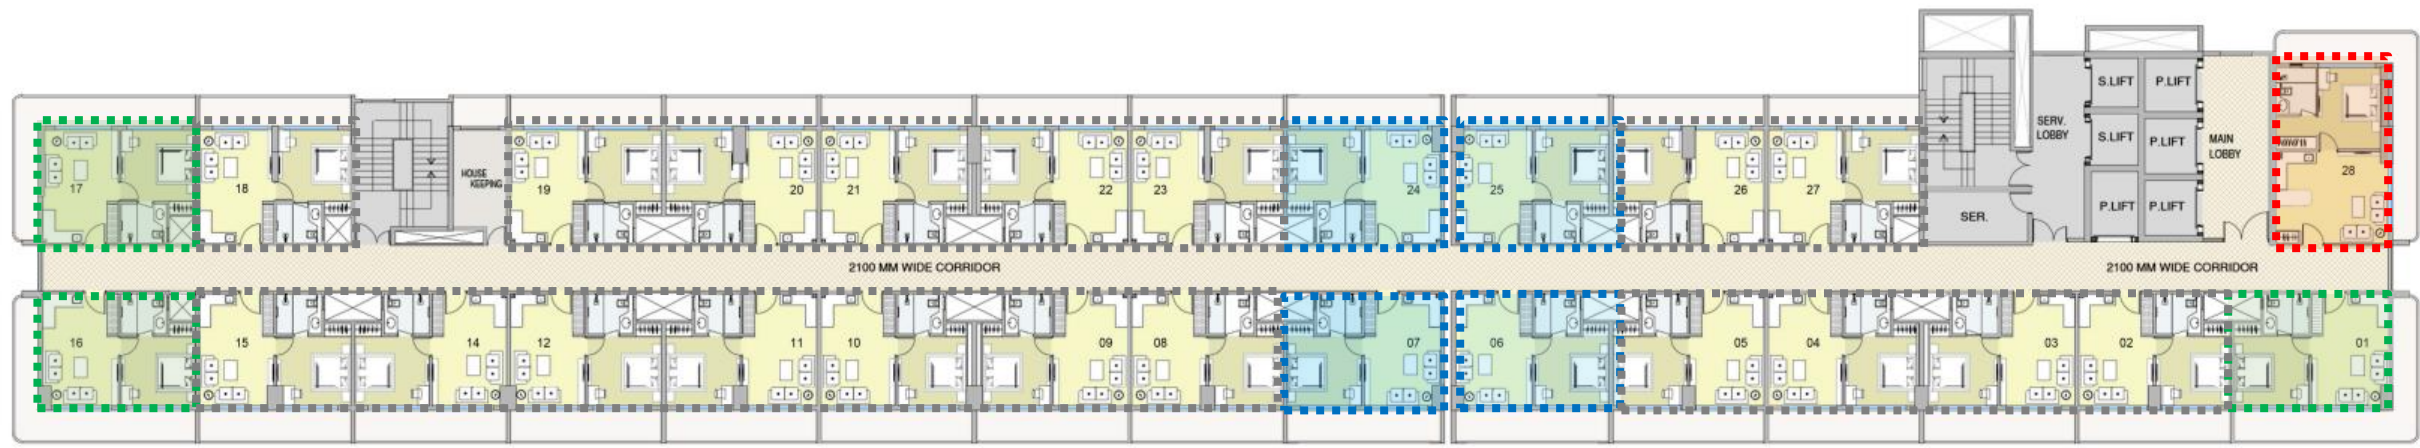 S.LIFT
P.LIFT
SERV.
LOBBY
S.LIFT
P.LIFT
MAIN
LOBBY
28
17
18
HOUSE
KEEPING
19
20
21
22
23
24
25
26
27
SER.
P.LIFT
P.LIFT
2100 MM WIDE CORRIDOR
2100 MM WIDE CORRIDOR
16
15
14
12
11
10
09
08
07
06
05
04
03
02
01